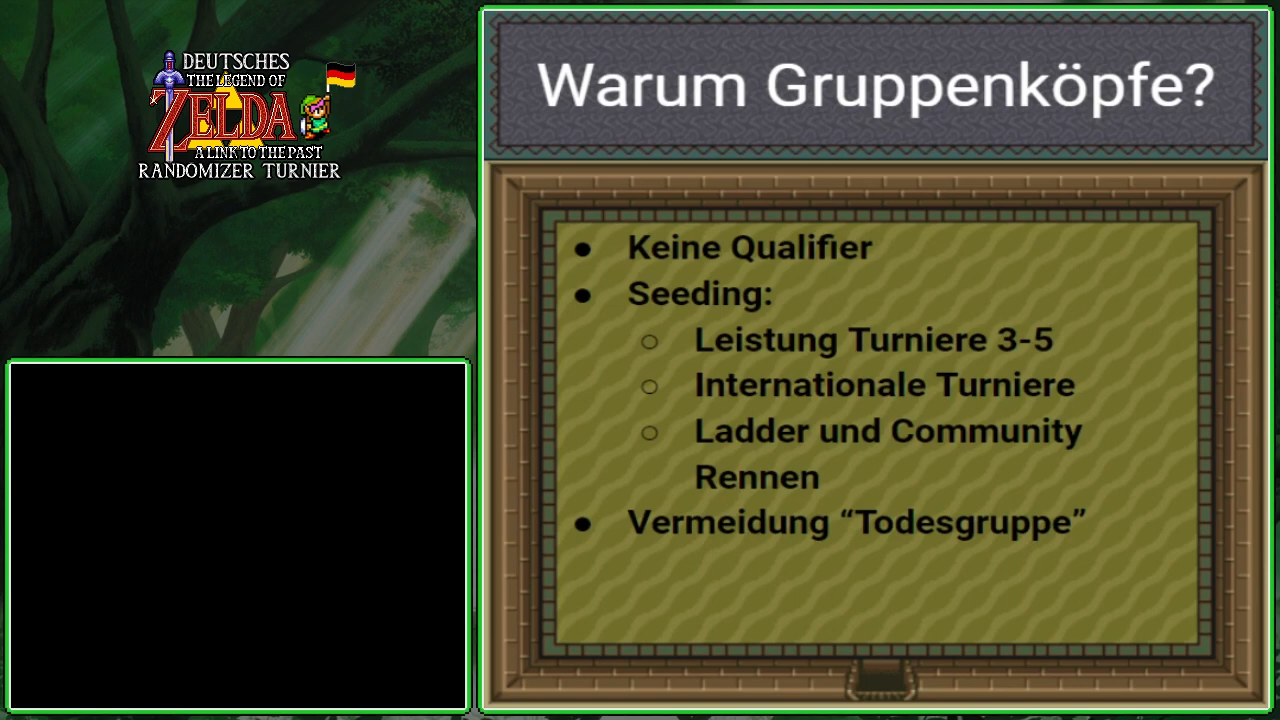 DEUTSCHES
THE LEGEND OF
ZELDA
A LINK TO THE PAST
RANDOMIZER TURNIER
Warum Gruppenköpfe?
● Keine Qualifier
● Seeding:
○ Leistung Turniere 3-5
○ Internationale Turniere
○ Ladder und Community
Rennen
● Vermeidung “Todesgruppe”